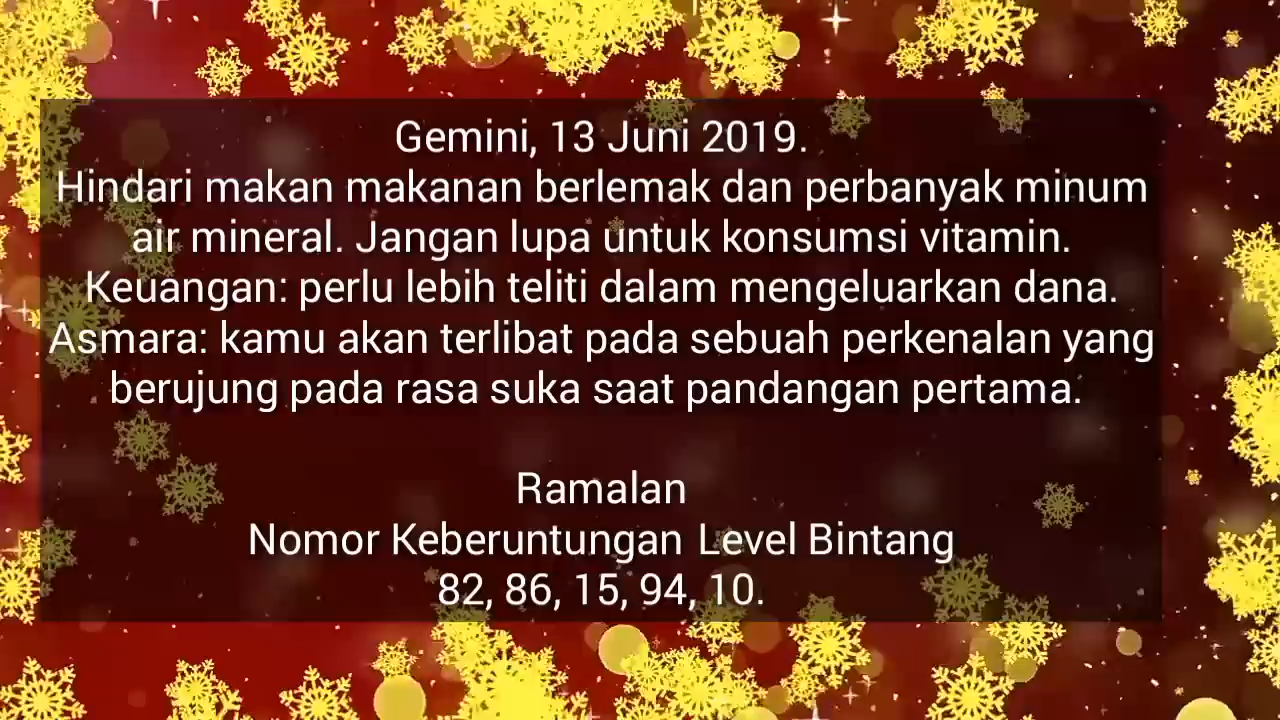 Gemini, 13 Juni 2019.
Hindari makan makanan berlemak dan perbanyak minum
air mineral. Jangan lupa untuk konsumsi vitamin.
Keuangan: perlu lebih teliti dalam mengeluarkan dana.
Asmara: kamu akan terlibat pada sebuah perkenalan yang
berujung pada rasa suka saat pandangan pertama.
Ramalan
Nomor Keberuntungan Level Bintang
82, 86, 15, 94, 10.